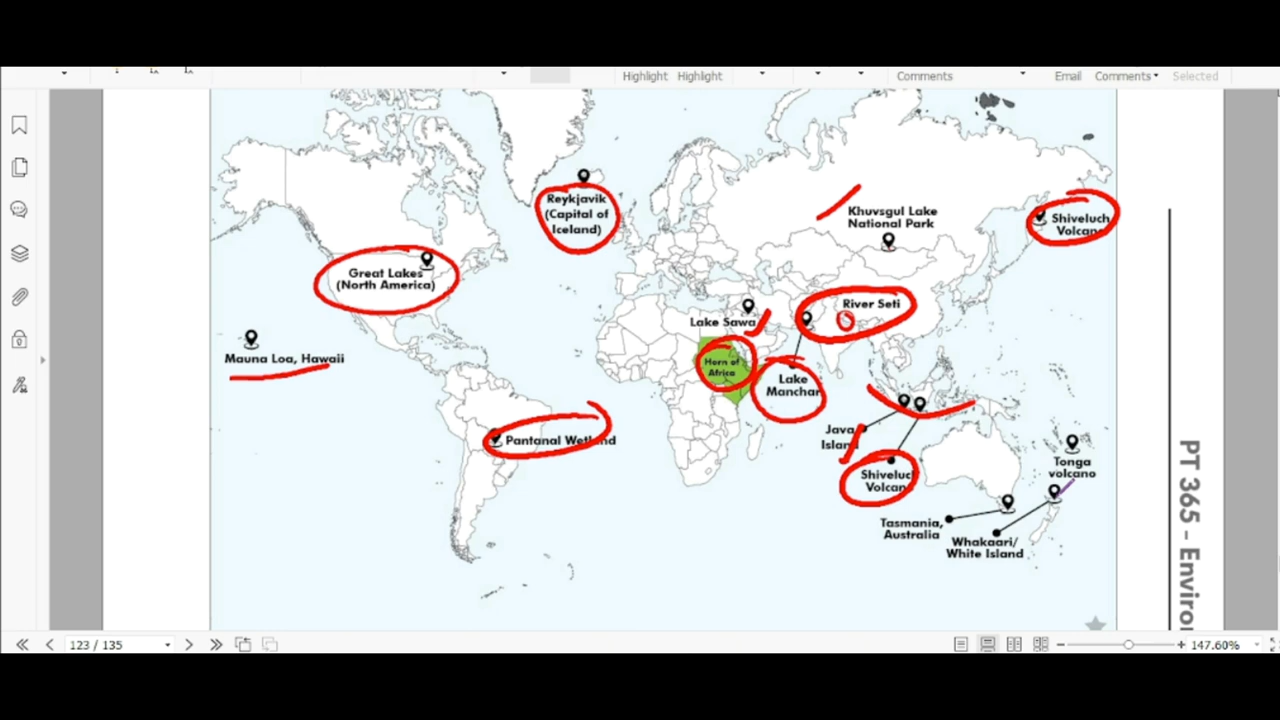 Highlight Highlight Comments Email Comments Selected
Reykjavik
(Capital of
Iceland)
Khuvsgul Lake
National Park
Shiveluch
Volcano
Great Lakes
(North America)
River Seti
Lake Sawa
Mauna Loa, Hawaii
Horn of
Africa
Lake
Manchar
Pantanal Wetland
Java
Island
Tonga
volcano
Shiveluch
Volcano
Tasmania,
Australia
Whakaari/
White Island
PT 365 - Enviro
123 / 135
147.60%